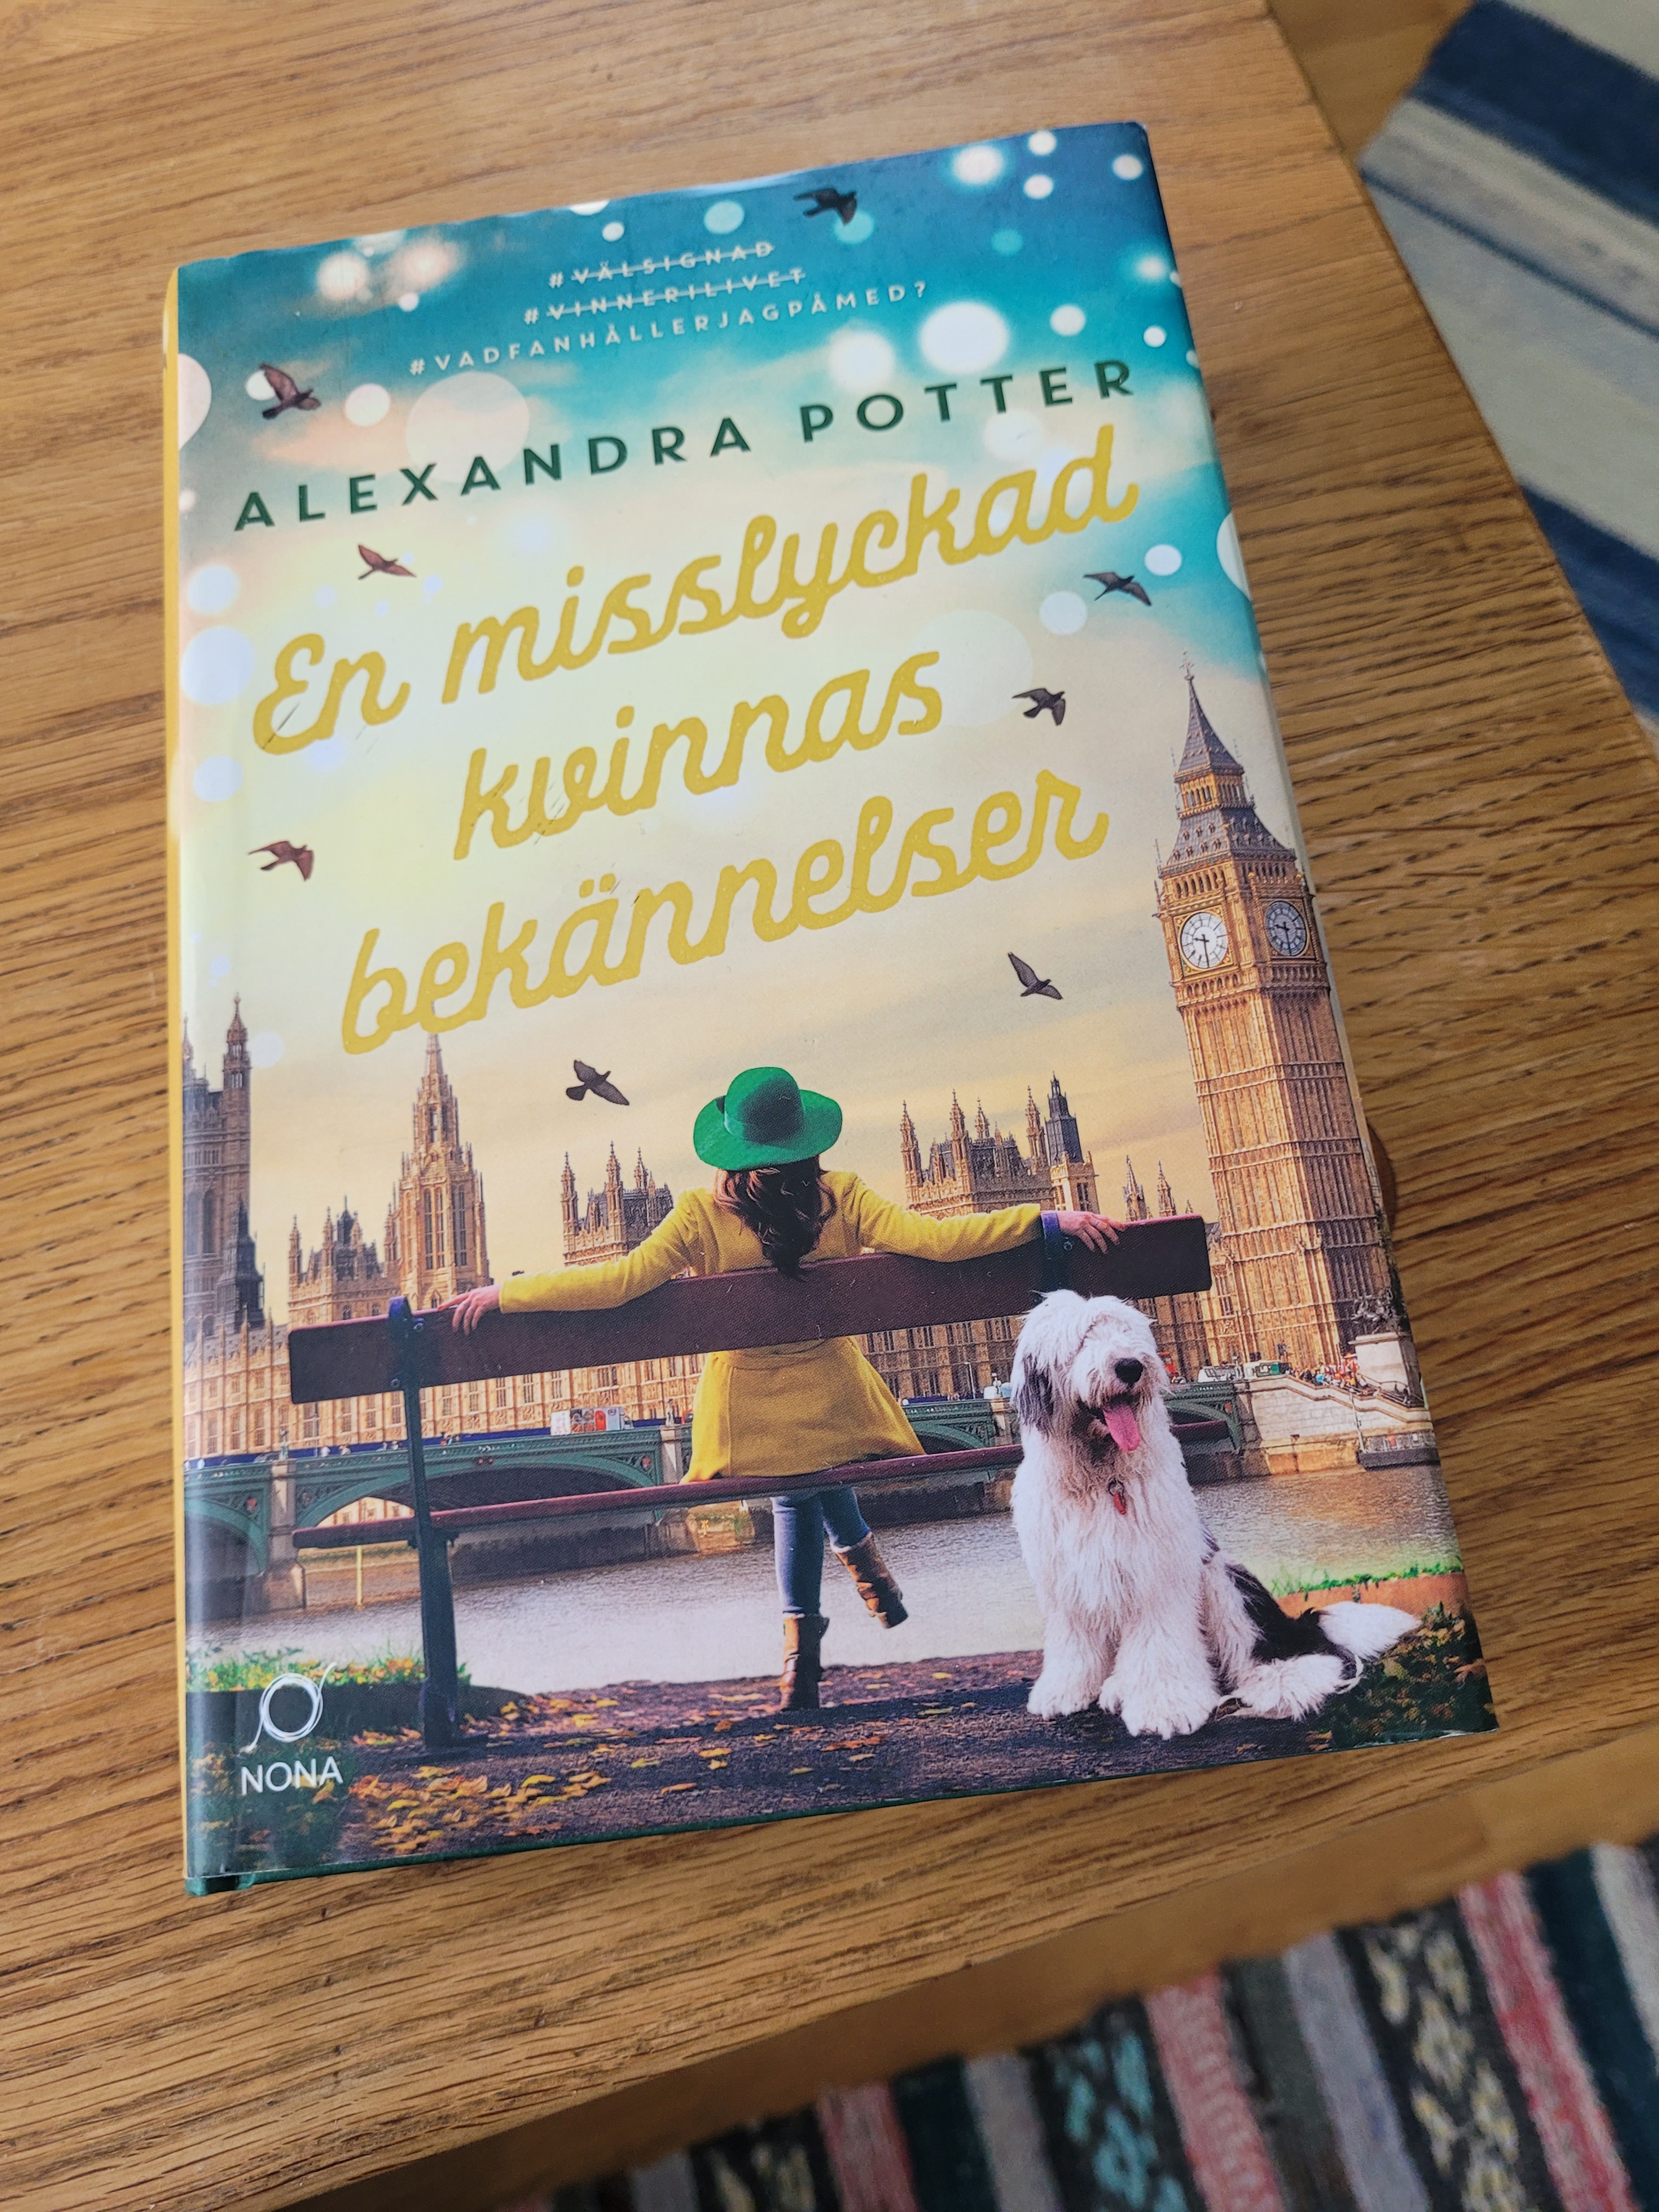 #VÄLSIGNAD
#VINNERILIVET
#VADFANHÅLLERJAGPÅMED?
ALEXANDRA POTTER
En misslyckad
kvinnas
bekännelser
NONA